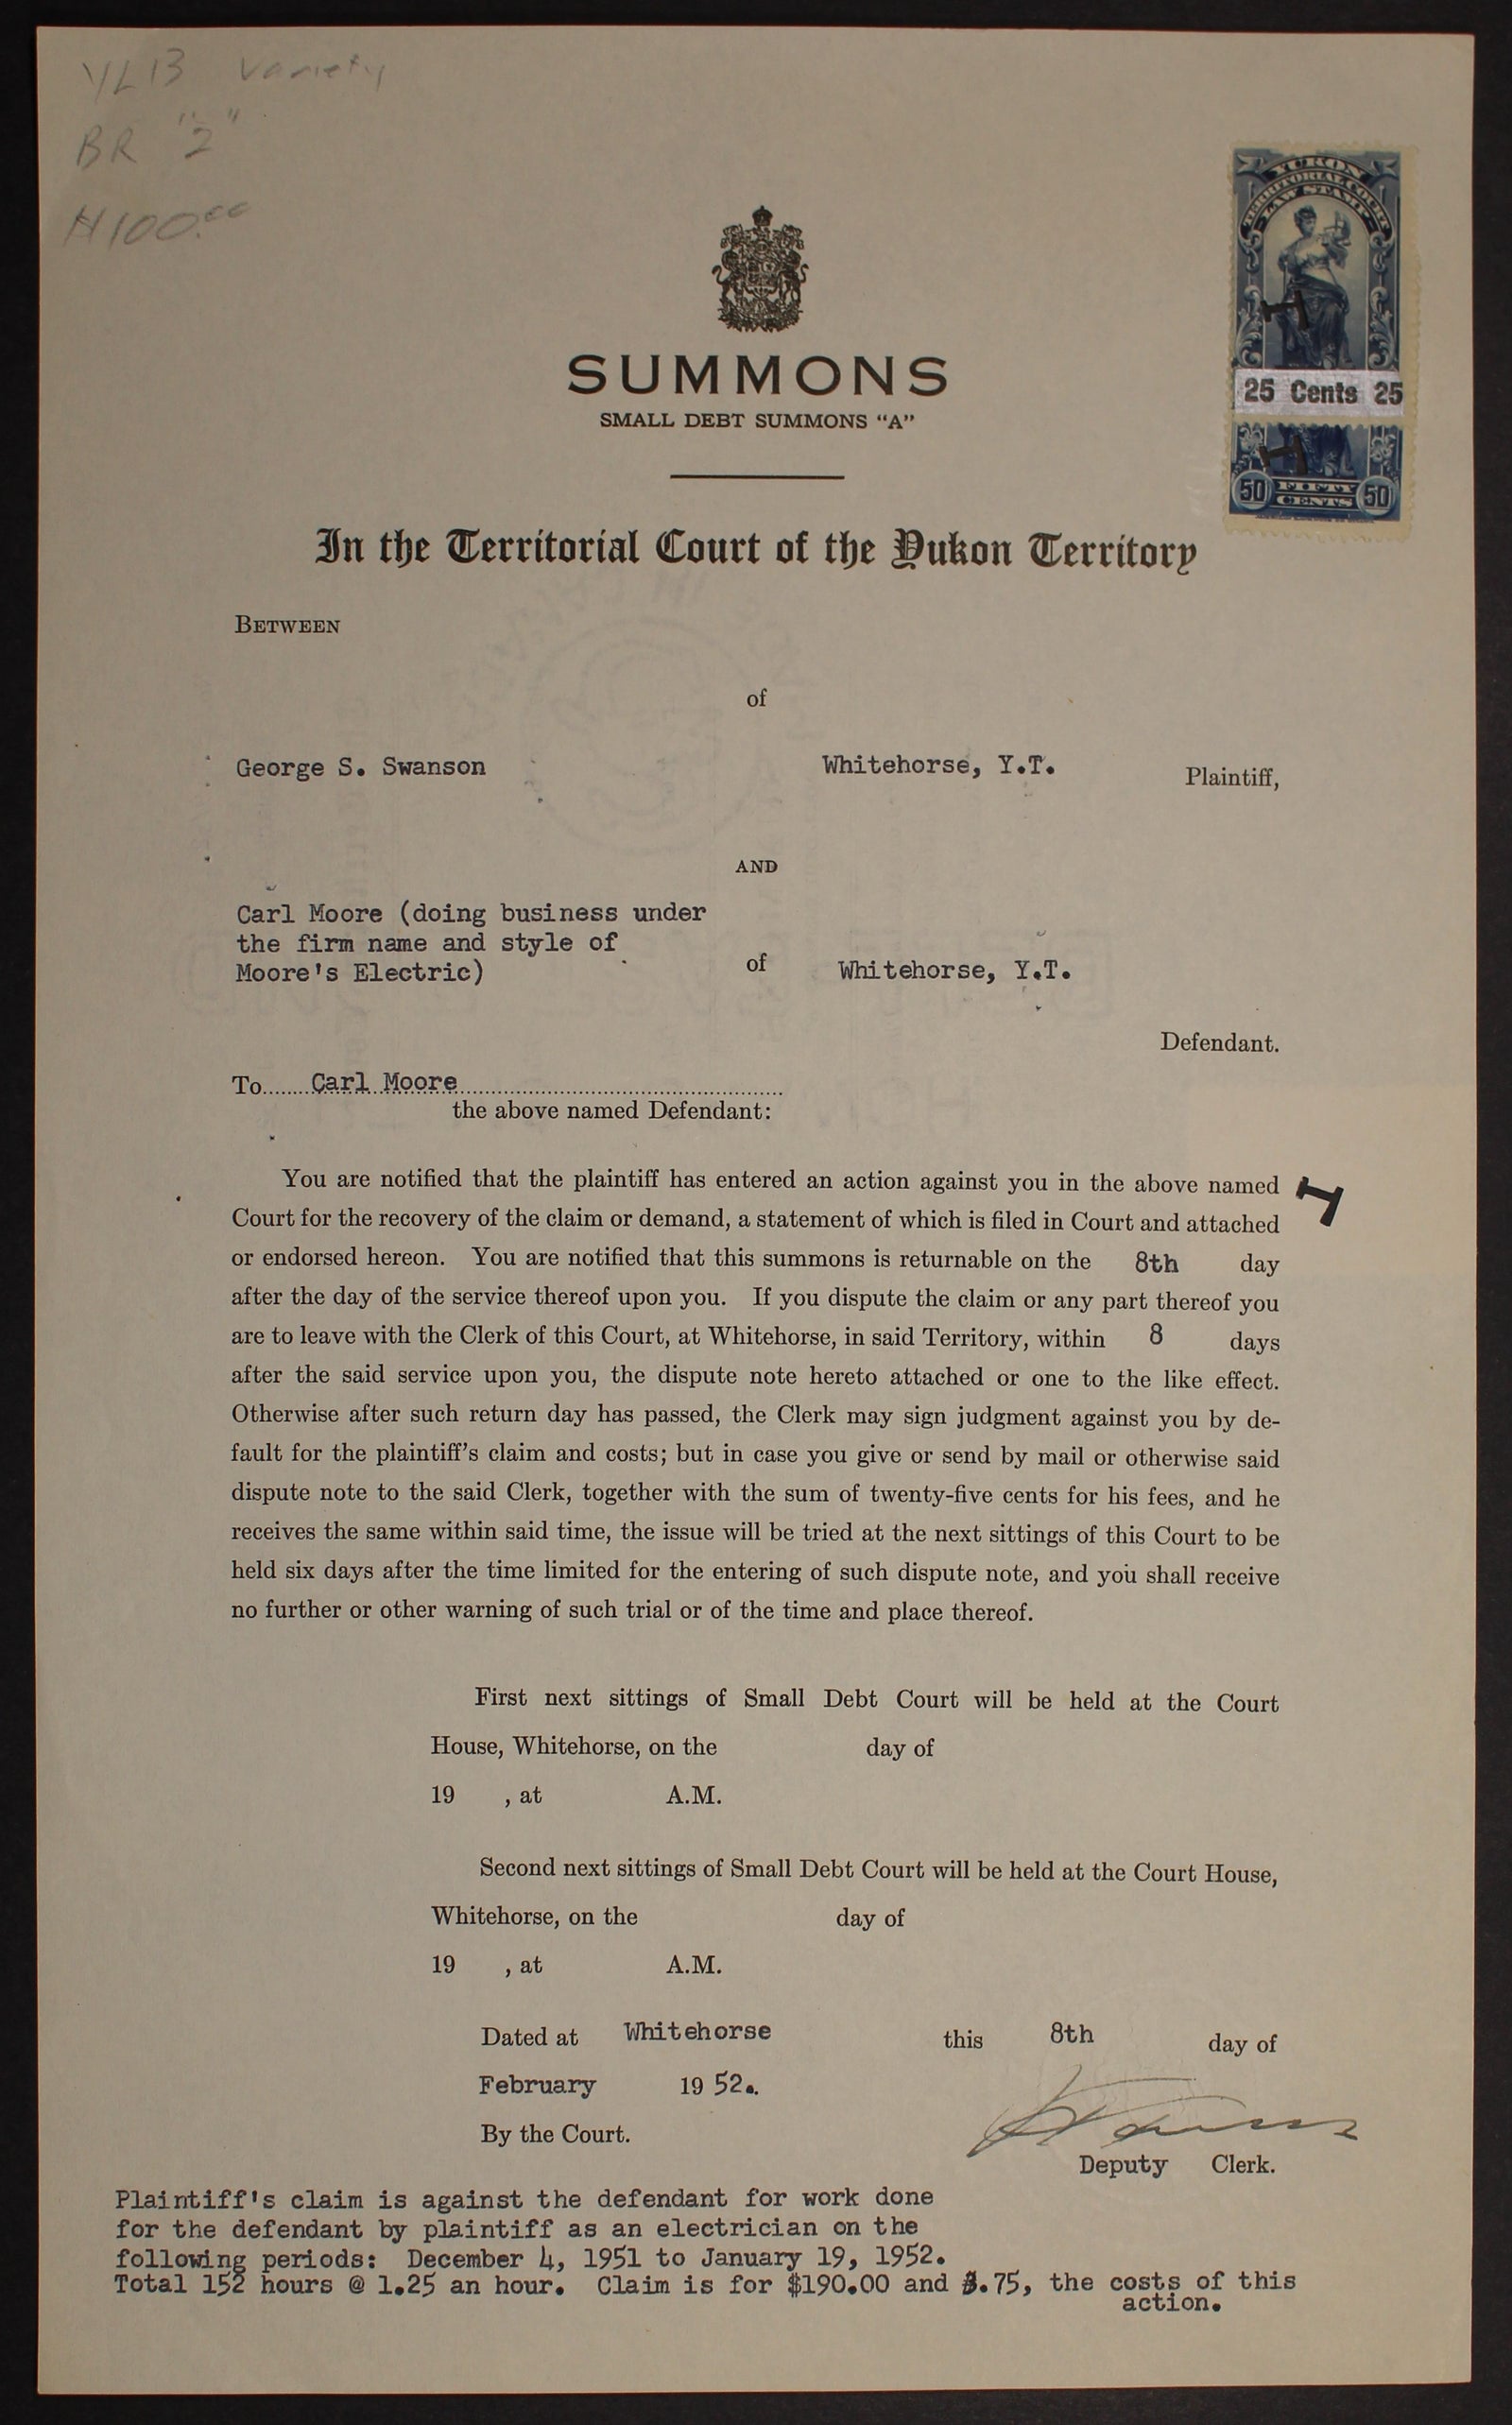 YL13 Variety
BR "2"
H100.00
YUKON
TERRITORIAL COURT
LAW STAMP
25 Cents 25
50 FIFTY CENTS 50
SUMMONS
SMALL DEBT SUMMONS “A”
In the Territorial Court of the Yukon Territory
BETWEEN
of
George S. Swanson Whitehorse, Y.T. Plaintiff,
AND
Carl Moore (doing business under
the firm name and style of
Moore's Electric) of Whitehorse, Y.T.
Defendant.
To Carl Moore
the above named Defendant:
You are notified that the plaintiff has entered an action against you in the above named
Court for the recovery of the claim or demand, a statement of which is filed in Court and attached
or endorsed hereon. You are notified that this summons is returnable on the 8th day
after the day of the service thereof upon you. If you dispute the claim or any part thereof you
are to leave with the Clerk of this Court, at Whitehorse, in said Territory, within 8 days
after the said service upon you, the dispute note hereto attached or one to the like effect.
Otherwise after such return day has passed, the Clerk may sign judgment against you by de-
fault for the plaintiff’s claim and costs; but in case you give or send by mail or otherwise said
dispute note to the said Clerk, together with the sum of twenty-five cents for his fees, and he
receives the same within said time, the issue will be tried at the next sittings of this Court to be
held six days after the time limited for the entering of such dispute note, and you shall receive
no further or other warning of such trial or of the time and place thereof.
First next sittings of Small Debt Court will be held at the Court
House, Whitehorse, on the day of
19 , at A.M.
Second next sittings of Small Debt Court will be held at the Court House,
Whitehorse, on the day of
19 , at A.M.
Dated at Whitehorse this 8th day of
February 19 52.
By the Court.
Deputy Clerk.
Plaintiff's claim is against the defendant for work done
for the defendant by plaintiff as an electrician on the
following periods: December 4, 1951 to January 19, 1952.
Total 152 hours @ 1.25 an hour. Claim is for $190.00 and 3.75, the costs of this
action.